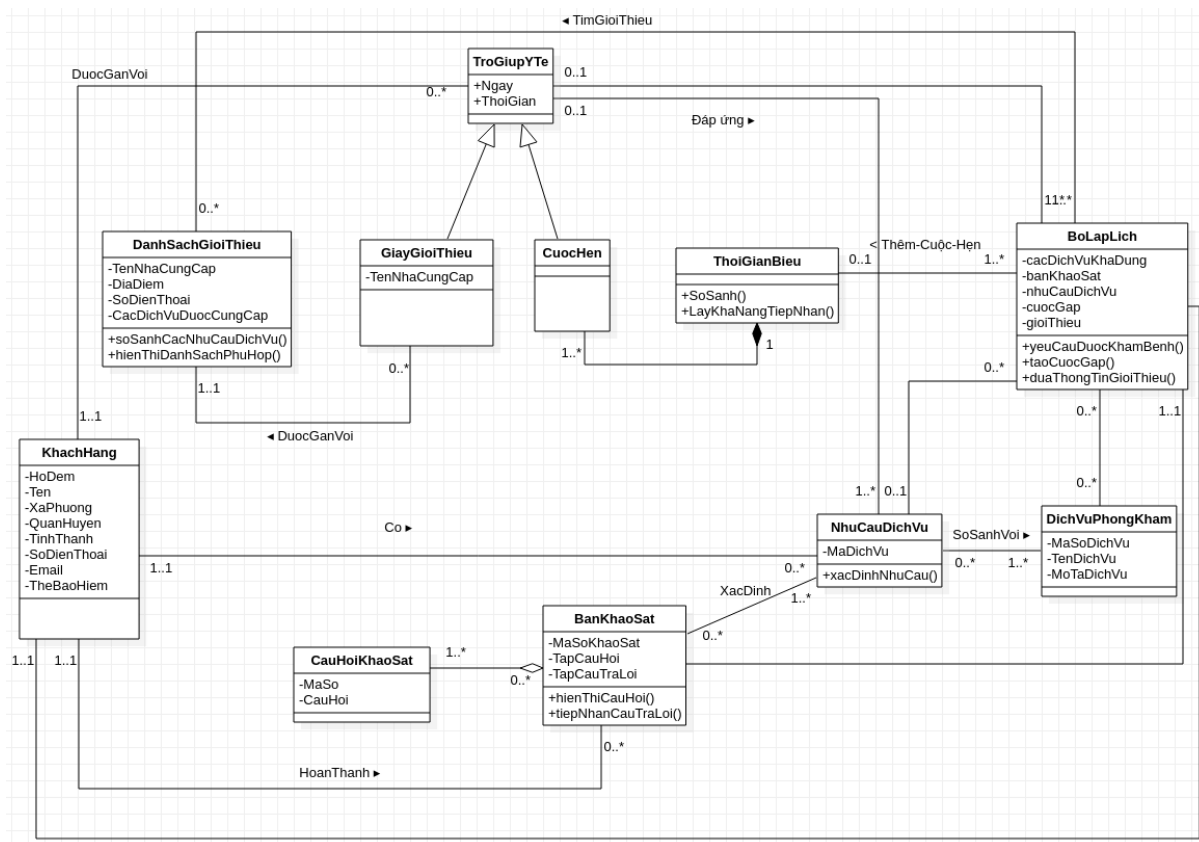 ◄ TimGioiThieu
TroGiupYTe
+Ngay
+ThoiGian
DuocGanVoi
0..*
0..1
0..1
Đáp ứng ►
0..*
11*.*
DanhSachGioiThieu
-TenNhaCungCap
-DiaDiem
-SoDienThoai
-CacDichVuDuocCungCap
+soSanhCacNhuCauDichVu()
+hienThiDanhSachPhuHop()
GiayGioiThieu
-TenNhaCungCap
CuocHen
ThoiGianBieu
+SoSanh()
+LayKhaNangTiepNhan()
< Thêm-Cuộc-Hẹn
0..1
1..*
BoLapLich
-cacDichVuKhaDung
-banKhaoSat
-nhuCauDichVu
-cuocGap
-gioiThieu
+yeuCauDuocKhamBenh()
+taoCuocGap()
+duaThongTinGioiThieu()
1..*
1
0..*
1..1
0..*
◄ DuocGanVoi
1..1
0..*
1..1
KhachHang
-HoDem
-Ten
-XaPhuong
-QuanHuyen
-TinhThanh
-SoDienThoai
-Email
-TheBaoHiem
Co ►
1..1
0..*
1..*
0..1
0..*
NhuCauDichVu
-MaDichVu
+xacDinhNhuCau()
SoSanhVoi ►
0..*
1..*
DichVuPhongKham
-MaSoDichVu
-TenDichVu
-MoTaDichVu
XacDinh
1..*
0..*
BanKhaoSat
-MaSoKhaoSat
-TapCauHoi
-TapCauTraLoi
+hienThiCauHoi()
+tiepNhanCauTraLoi()
CauHoiKhaoSat
-MaSo
-CauHoi
1..*
0..*
1..1
1..1
0..*
HoanThanh ►